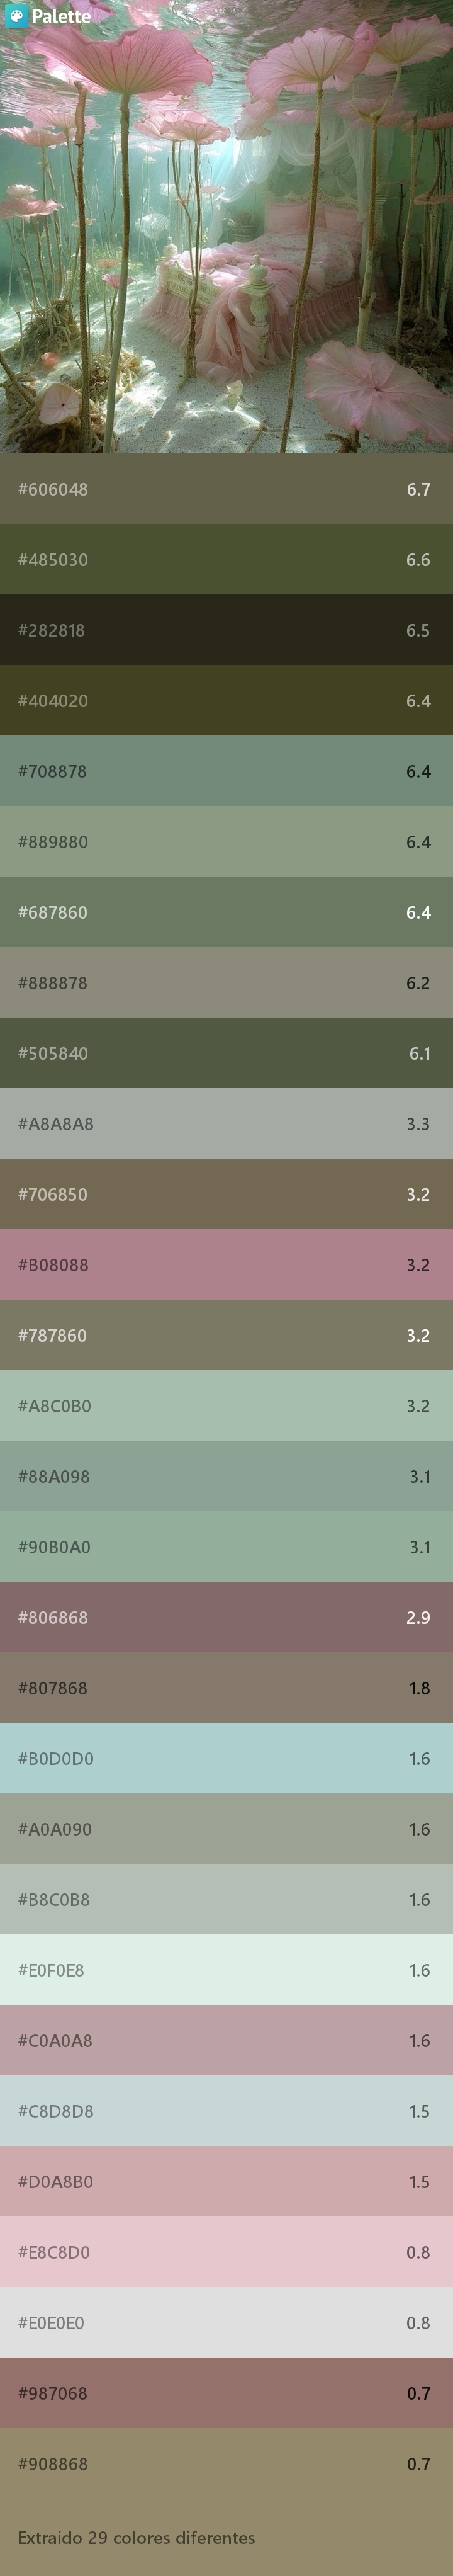 Palette
#606048 6.7
#485030 6.6
#282818 6.5
#404020 6.4
#708878 6.4
#889880 6.4
#687860 6.4
#888878 6.2
#505840 6.1
#A8A8A8 3.3
#706850 3.2
#B08088 3.2
#787860 3.2
#A8C0B0 3.2
#88A098 3.1
#90B0A0 3.1
#806868 2.9
#807868 1.8
#B0D0D0 1.6
#A0A090 1.6
#B8C0B8 1.6
#E0F0E8 1.6
#C0A0A8 1.6
#C8D8D8 1.5
#D0A8B0 1.5
#E8C8D0 0.8
#E0E0E0 0.8
#987068 0.7
#908868 0.7
Extraído 29 colores diferentes